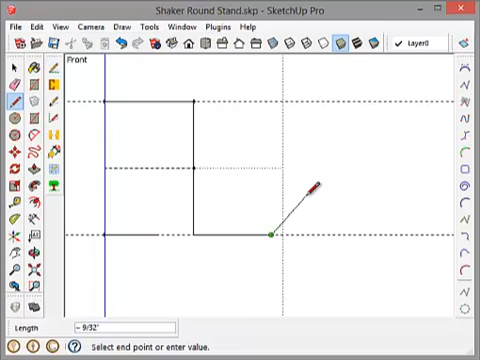 Shaker Round Stand.skp - SketchUp Pro
File Edit View Camera Draw Tools Window Plugins Help
Layer0
Front
Length ~ 9/32"
Select end point or enter value.